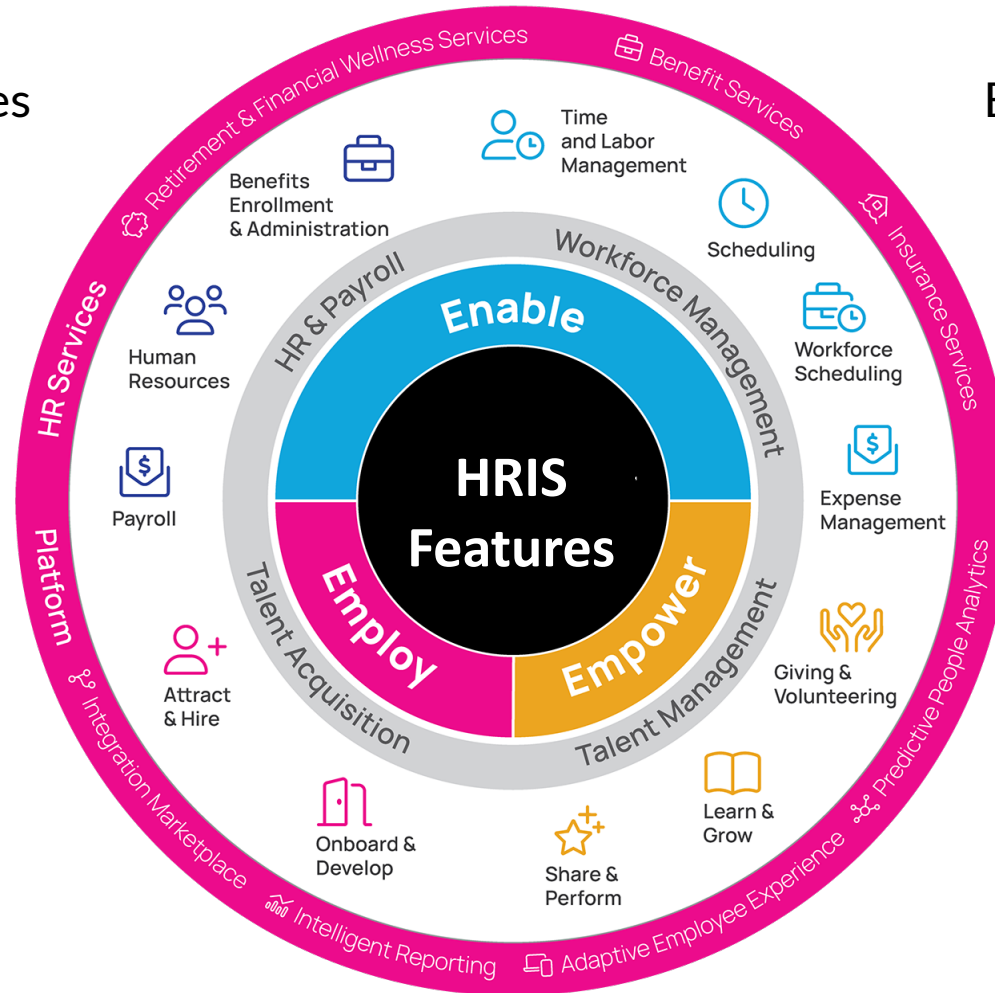 es
E
Retirement & Financial Wellness Services
Benefit Services
Insurance Services
HR Services
Platform
Integration Marketplace
Intelligent Reporting
Adaptive Employee Experience
Predictive People Analytics
Benefits
Enrollment
& Administration
Time
and Labor
Management
Scheduling
Workforce
Scheduling
Expense
Management
Giving &
Volunteering
Learn &
Grow
Share &
Perform
Onboard &
Develop
Attract
& Hire
Payroll
Human
Resources
HR & Payroll
Workforce Management
Talent Acquisition
Talent Management
Enable
Employ
Empower
HRIS
Features